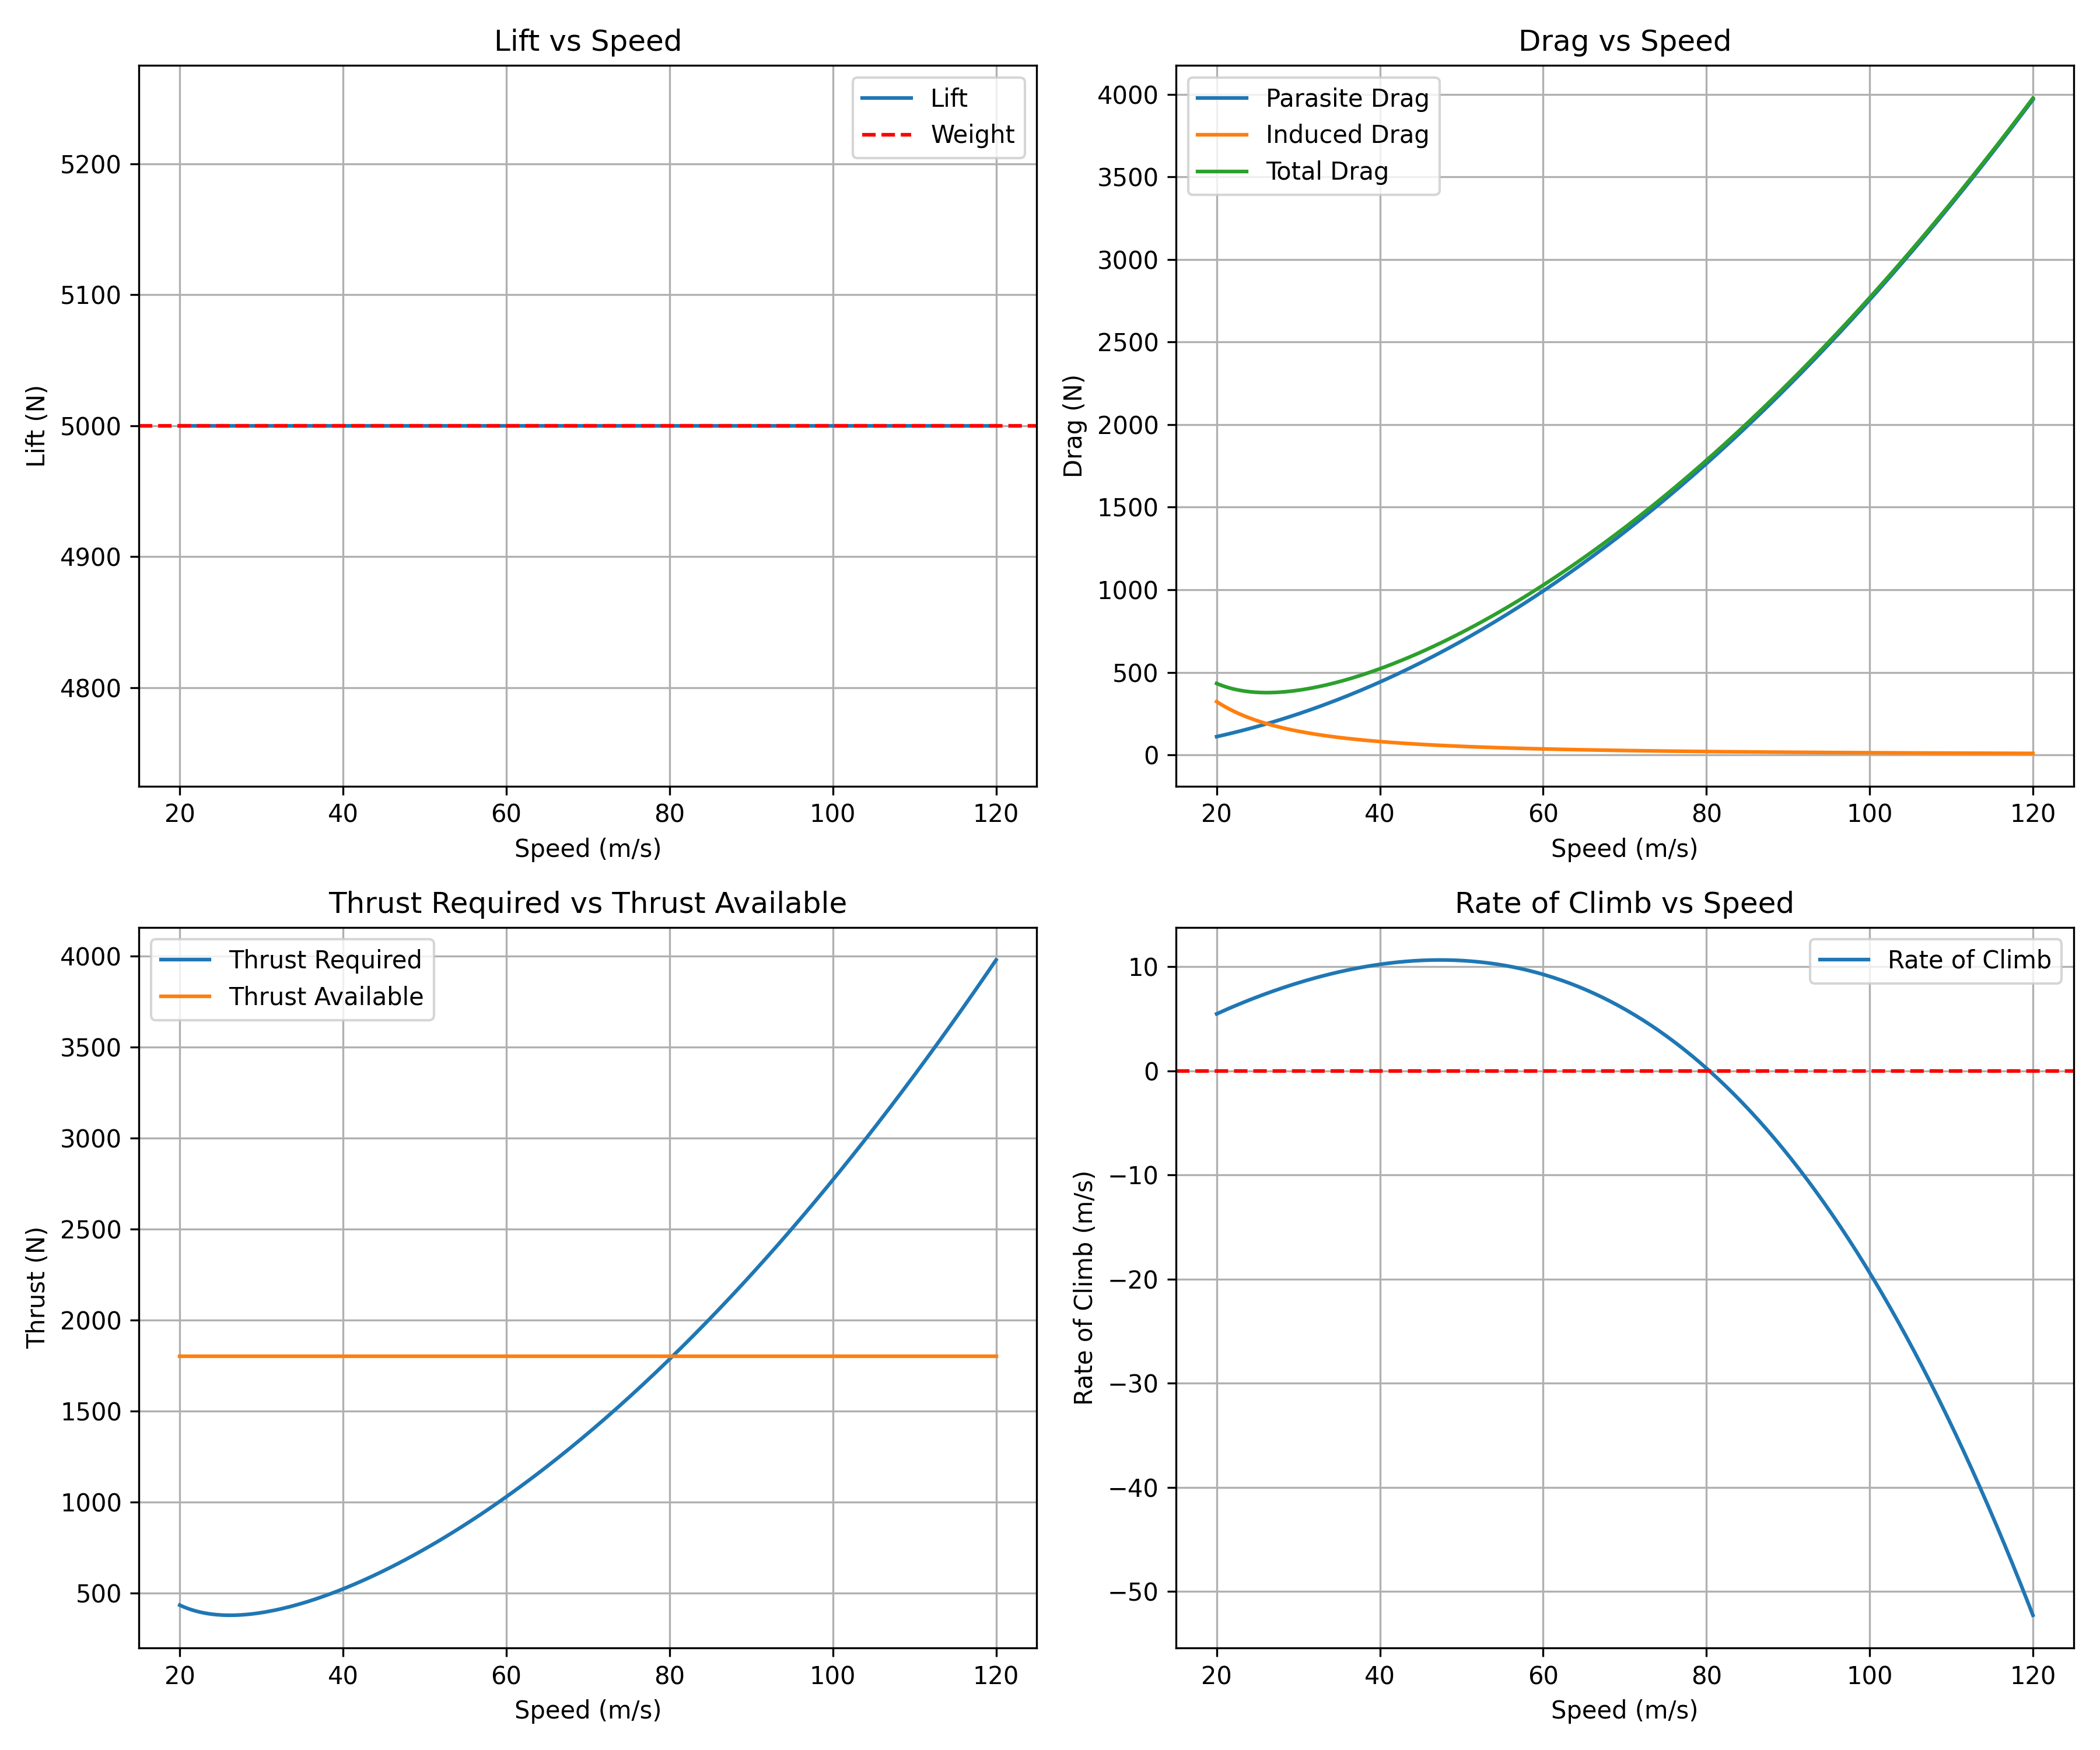 Lift vs Speed
Lift
Weight
5200
5100
5000
4900
4800
Lift (N)
20 40 60 80 100 120
Speed (m/s)
Drag vs Speed
Parasite Drag
Induced Drag
Total Drag
4000
3500
3000
2500
2000
1500
1000
500
0
Drag (N)
20 40 60 80 100 120
Speed (m/s)
Thrust Required vs Thrust Available
Thrust Required
Thrust Available
4000
3500
3000
2500
2000
1500
1000
500
Thrust (N)
20 40 60 80 100 120
Speed (m/s)
Rate of Climb vs Speed
Rate of Climb
10
0
−10
−20
−30
−40
−50
Rate of Climb (m/s)
20 40 60 80 100 120
Speed (m/s)